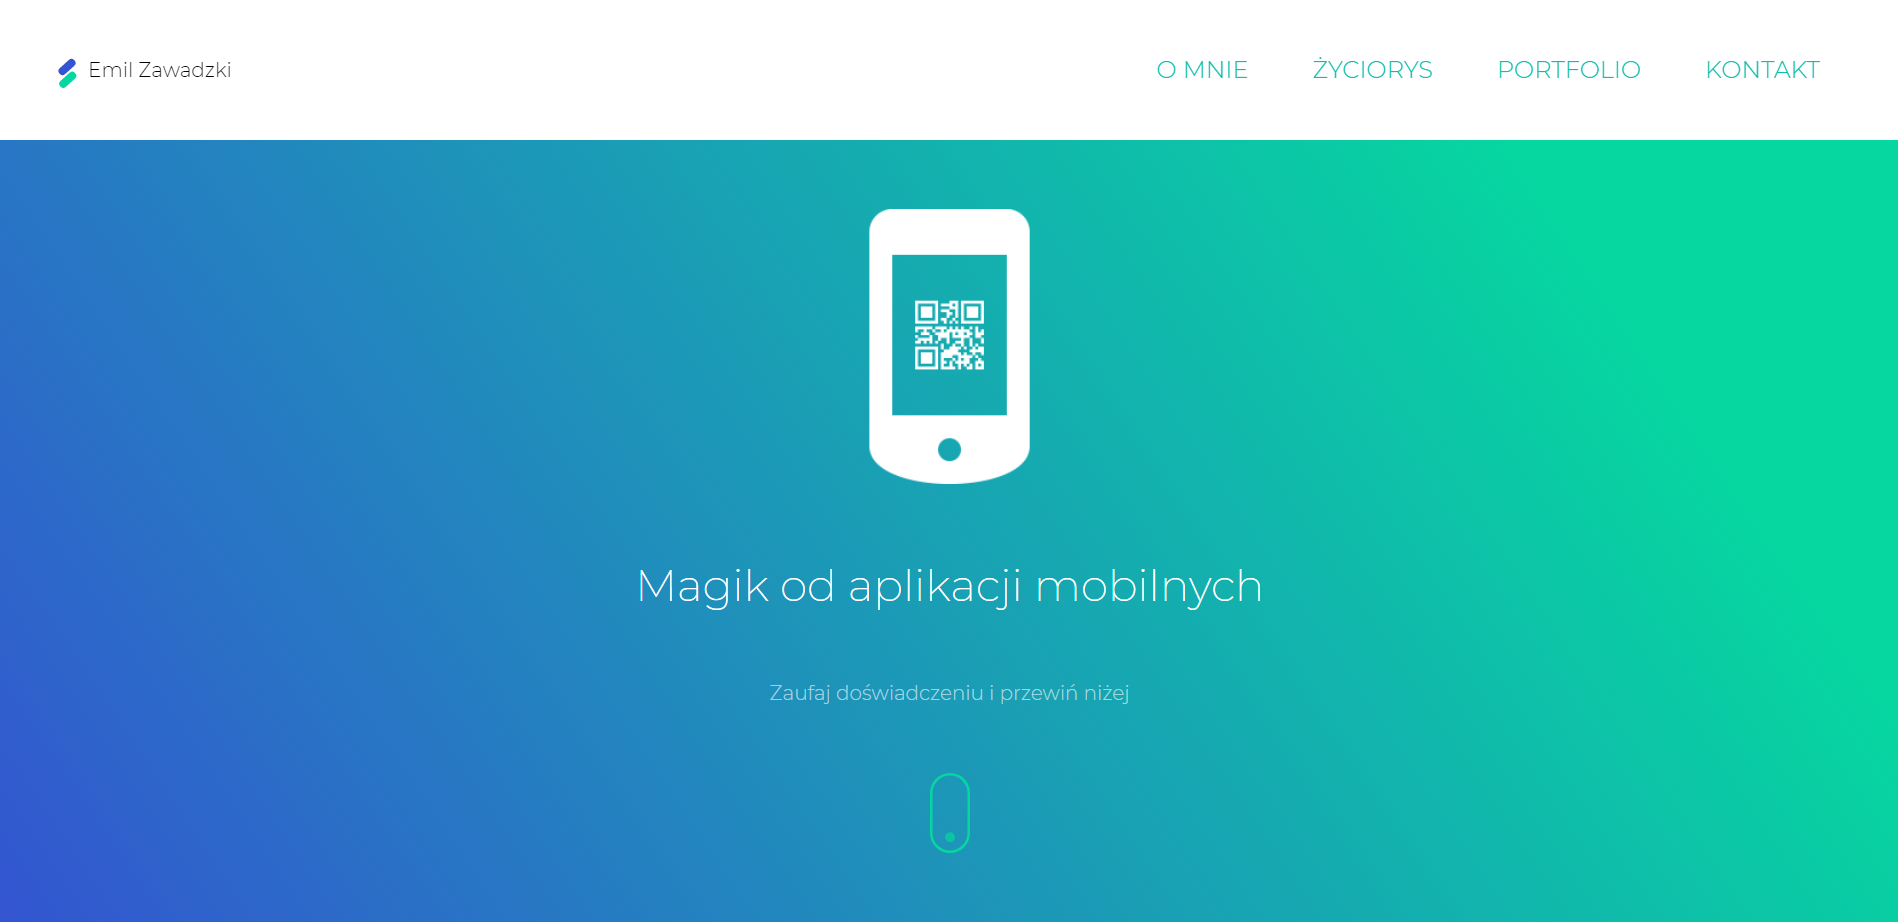 Emil Zawadzki
O MNIE
ŻYCIORYS
PORTFOLIO
KONTAKT
Magik od aplikacji mobilnych
Zaufaj doświadczeniu i przewiń niżej